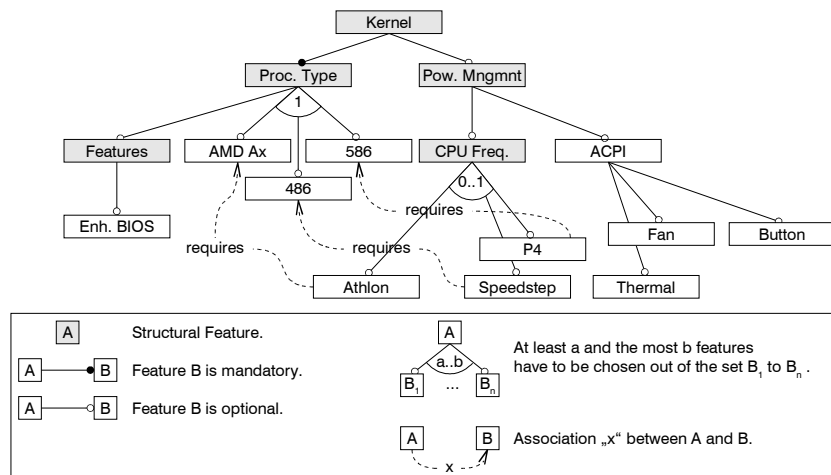 Kernel
Proc. Type
Pow. Mngmnt
1
Features
AMD Ax
586
CPU Freq.
ACPI
486
0..1
requires
Enh. BIOS
requires
requires
P4
Fan
Button
Athlon
Speedstep
Thermal
A
Structural Feature.
A
B
Feature B is mandatory.
A
B
Feature B is optional.
A
a..b
B1
...
Bn
At least a and the most b features
have to be chosen out of the set B1 to Bn .
A
B
x
Association „x“ between A and B.